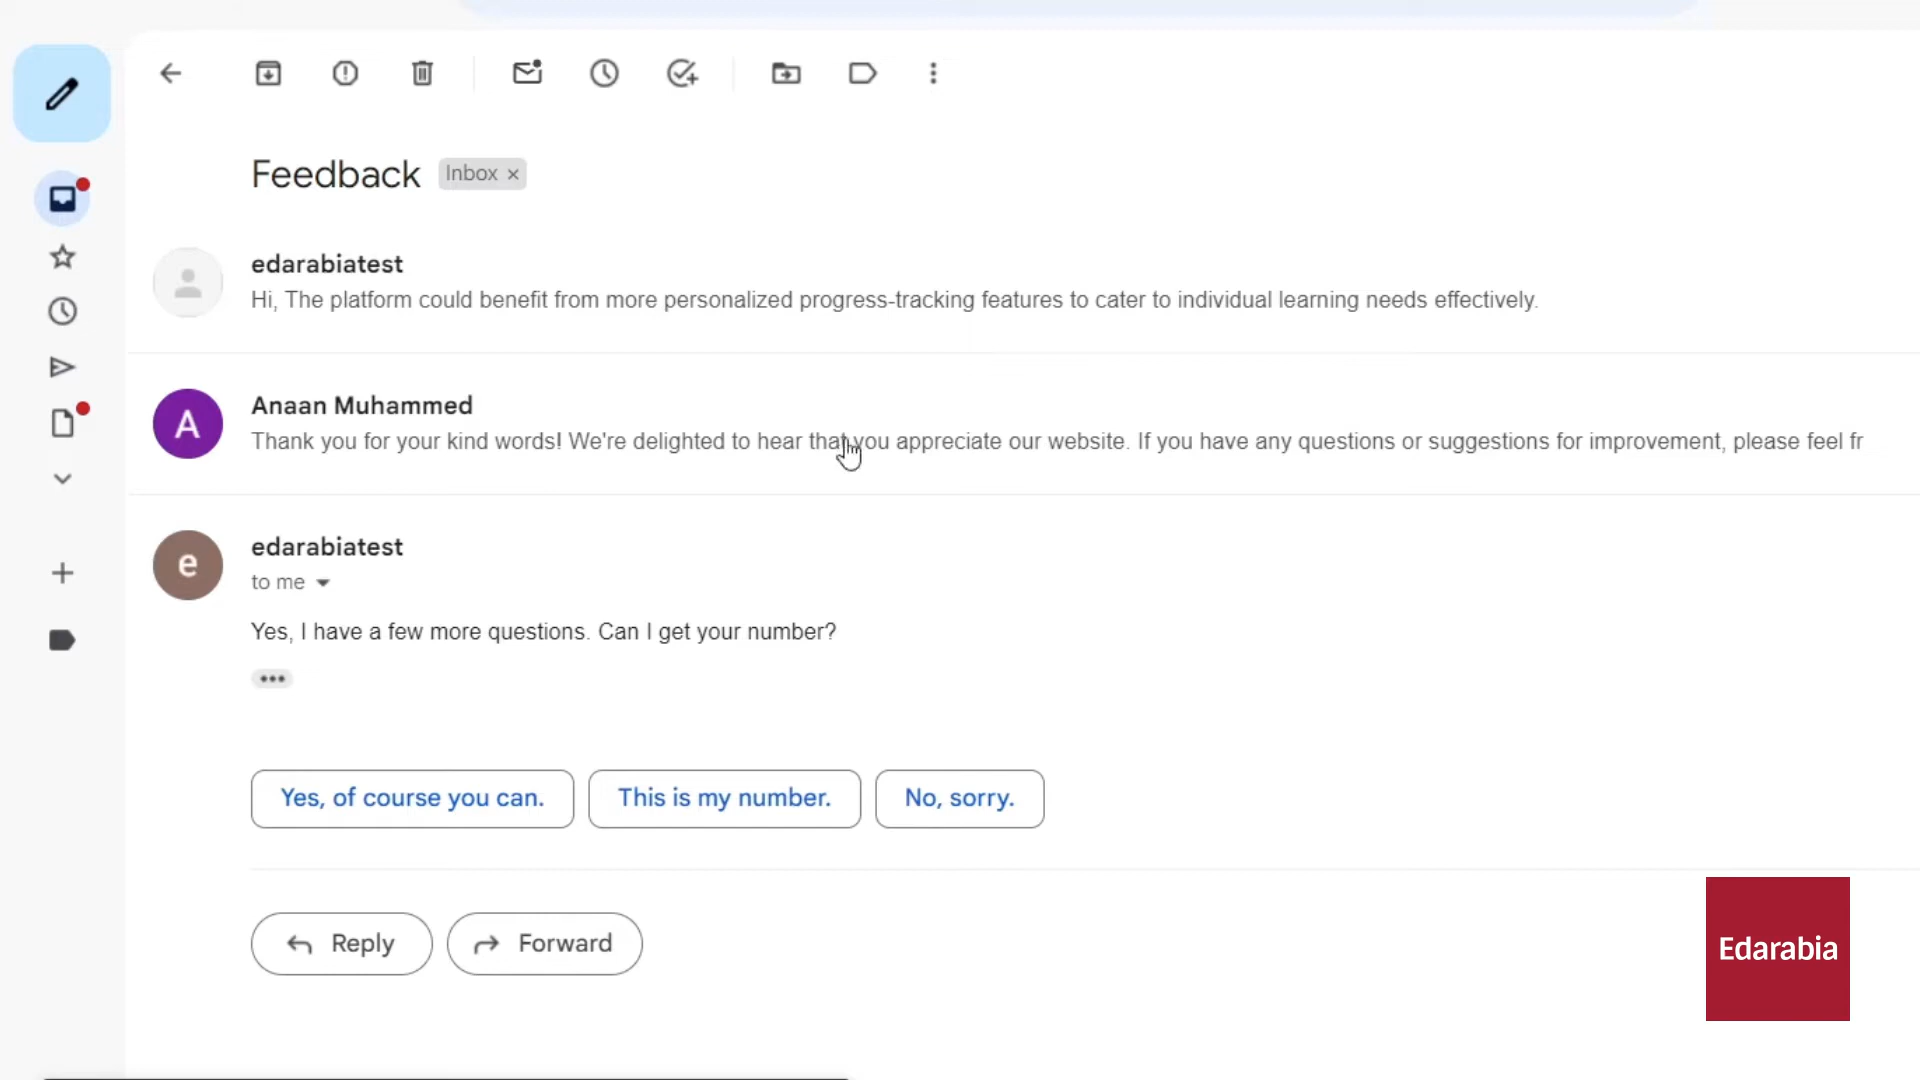 Feedback Inbox ×
edarabiatest
Hi, The platform could benefit from more personalized progress-tracking features to cater to individual learning needs effectively.
A
Anaan Muhammed
Thank you for your kind words! We're delighted to hear that you appreciate our website. If you have any questions or suggestions for improvement, please feel fr
e
edarabiatest
to me
Yes, I have a few more questions. Can I get your number?
Yes, of course you can. This is my number. No, sorry.
Reply Forward
Edarabia